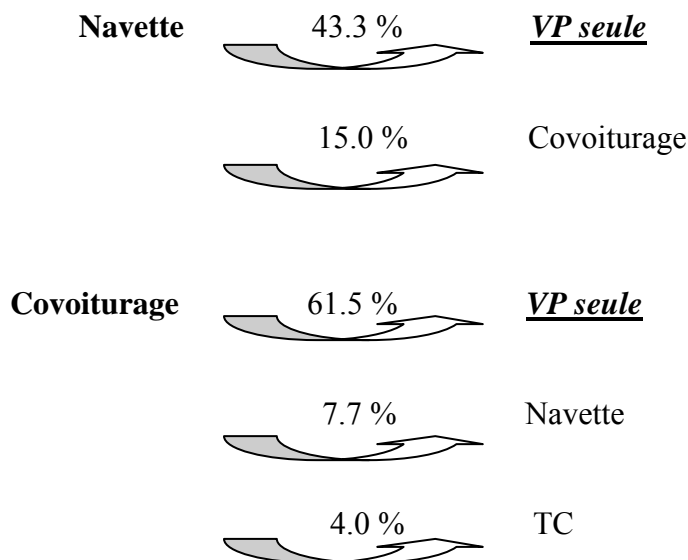 Navette 43.3 % VP seule
15.0 % Covoiturage
Covoiturage 61.5 % VP seule
7.7 % Navette
4.0 % TC